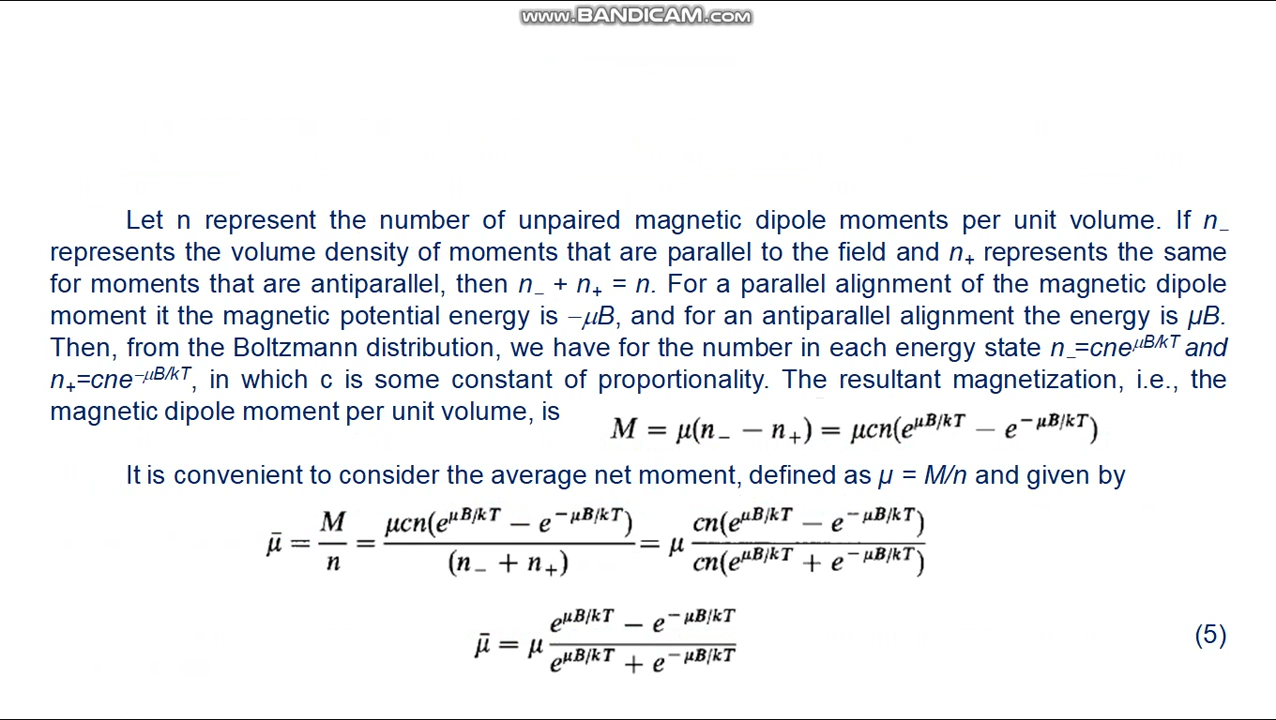 www.BANDICAM.com
Let n represent the number of unpaired magnetic dipole moments per unit volume. If n₋
represents the volume density of moments that are parallel to the field and n₊ represents the same
for moments that are antiparallel, then n₋ + n₊ = n. For a parallel alignment of the magnetic dipole
moment it the magnetic potential energy is −μB, and for an antiparallel alignment the energy is μB.
Then, from the Boltzmann distribution, we have for the number in each energy state n₋=cne^{μB/kT} and
n₊=cne^{−μB/kT}, in which c is some constant of proportionality. The resultant magnetization, i.e., the
magnetic dipole moment per unit volume, is
M = μ(n₋ − n₊) = μcn(e^{μB/kT} − e^{−μB/kT})
It is convenient to consider the average net moment, defined as μ = M/n and given by
μ̄ = M/n = μcn(e^{μB/kT} − e^{−μB/kT})/(n₋ + n₊) = μ cn(e^{μB/kT} − e^{−μB/kT})/cn(e^{μB/kT} + e^{−μB/kT})
μ̄ = μ (e^{μB/kT} − e^{−μB/kT})/(e^{μB/kT} + e^{−μB/kT}) (5)